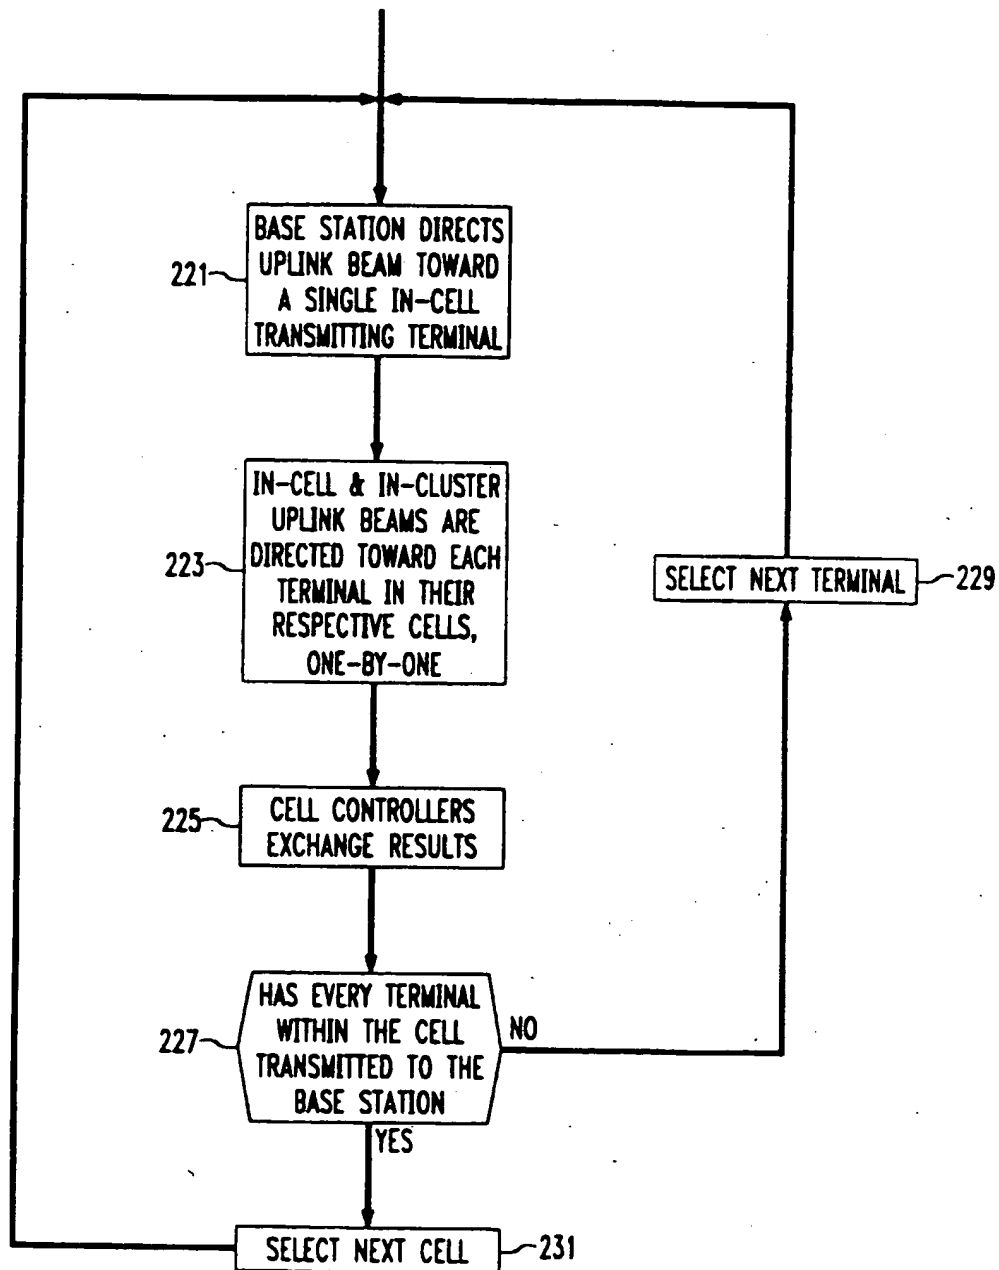 BASE STATION DIRECTS
UPLINK BEAM TOWARD
A SINGLE IN-CELL
TRANSMITTING TERMINAL
221
IN-CELL & IN-CLUSTER
UPLINK BEAMS ARE
DIRECTED TOWARD EACH
TERMINAL IN THEIR
RESPECTIVE CELLS,
ONE-BY-ONE
223
SELECT NEXT TERMINAL
229
CELL CONTROLLERS
EXCHANGE RESULTS
225
HAS EVERY TERMINAL
WITHIN THE CELL
TRANSMITTED TO THE
BASE STATION
227
NO
YES
SELECT NEXT CELL
231